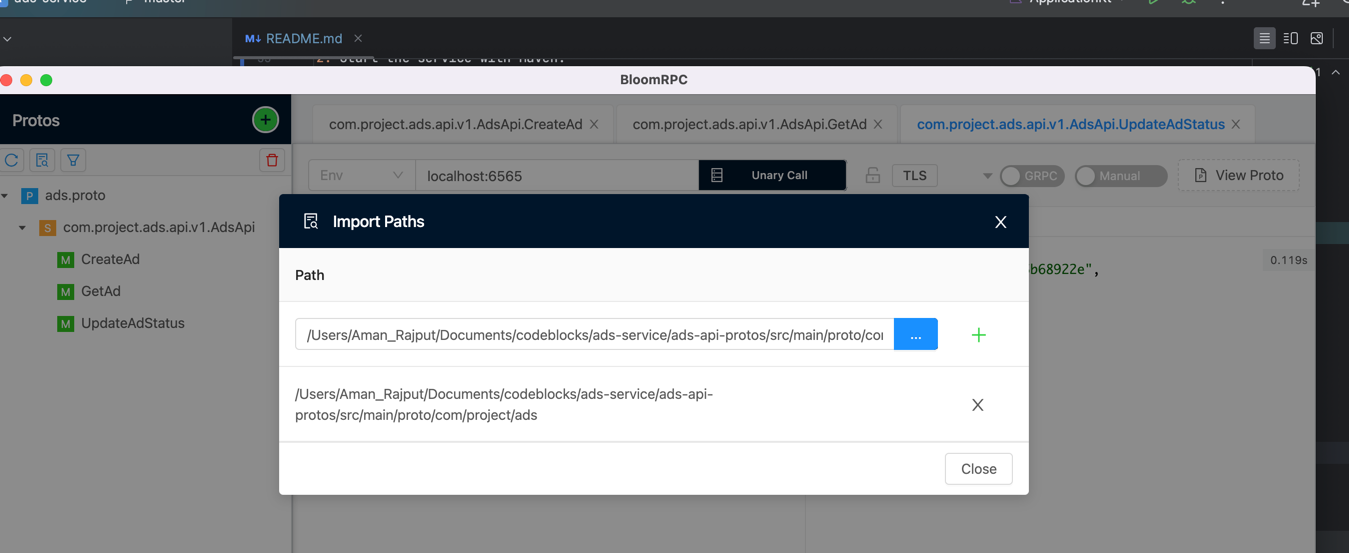 ads-service master ApplicationKt
M↓ README.md
2. Start the service with Maven:
BloomRPC
1
Protos
com.project.ads.api.v1.AdsApi.CreateAd
com.project.ads.api.v1.AdsApi.GetAd
com.project.ads.api.v1.AdsApi.UpdateAdStatus
Env
localhost:6565
Unary Call
TLS
GRPC
Manual
View Proto
P ads.proto
S com.project.ads.api.v1.AdsApi
M CreateAd
M GetAd
M UpdateAdStatus
Import Paths
X
Path
b68922e",
0.119s
/Users/Aman_Rajput/Documents/codeblocks/ads-service/ads-api-protos/src/main/proto/co
...
/Users/Aman_Rajput/Documents/codeblocks/ads-service/ads-api-
protos/src/main/proto/com/project/ads
X
Close